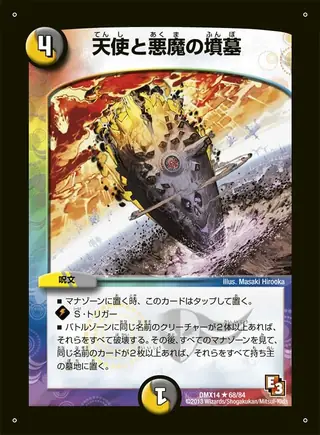 4
てんし あくま ふんぼ
天使と悪魔の墳墓
illus. Masaki Hirooka
呪文
■ マナゾーンに置く時、このカードはタップして置く。
S・トリガー
■ バトルゾーンに同じ名前のクリーチャーが2体以上あれば、
それらをすべて破壊する。その後、すべてのマナゾーンを見て、
同じ名前のカードが2枚以上あれば、それらをすべて持ち主
の墓地に置く。
E3
DMX14 ★ 68/84
©2013 Wizards/Shogakukan/Mitsui-Kids
1